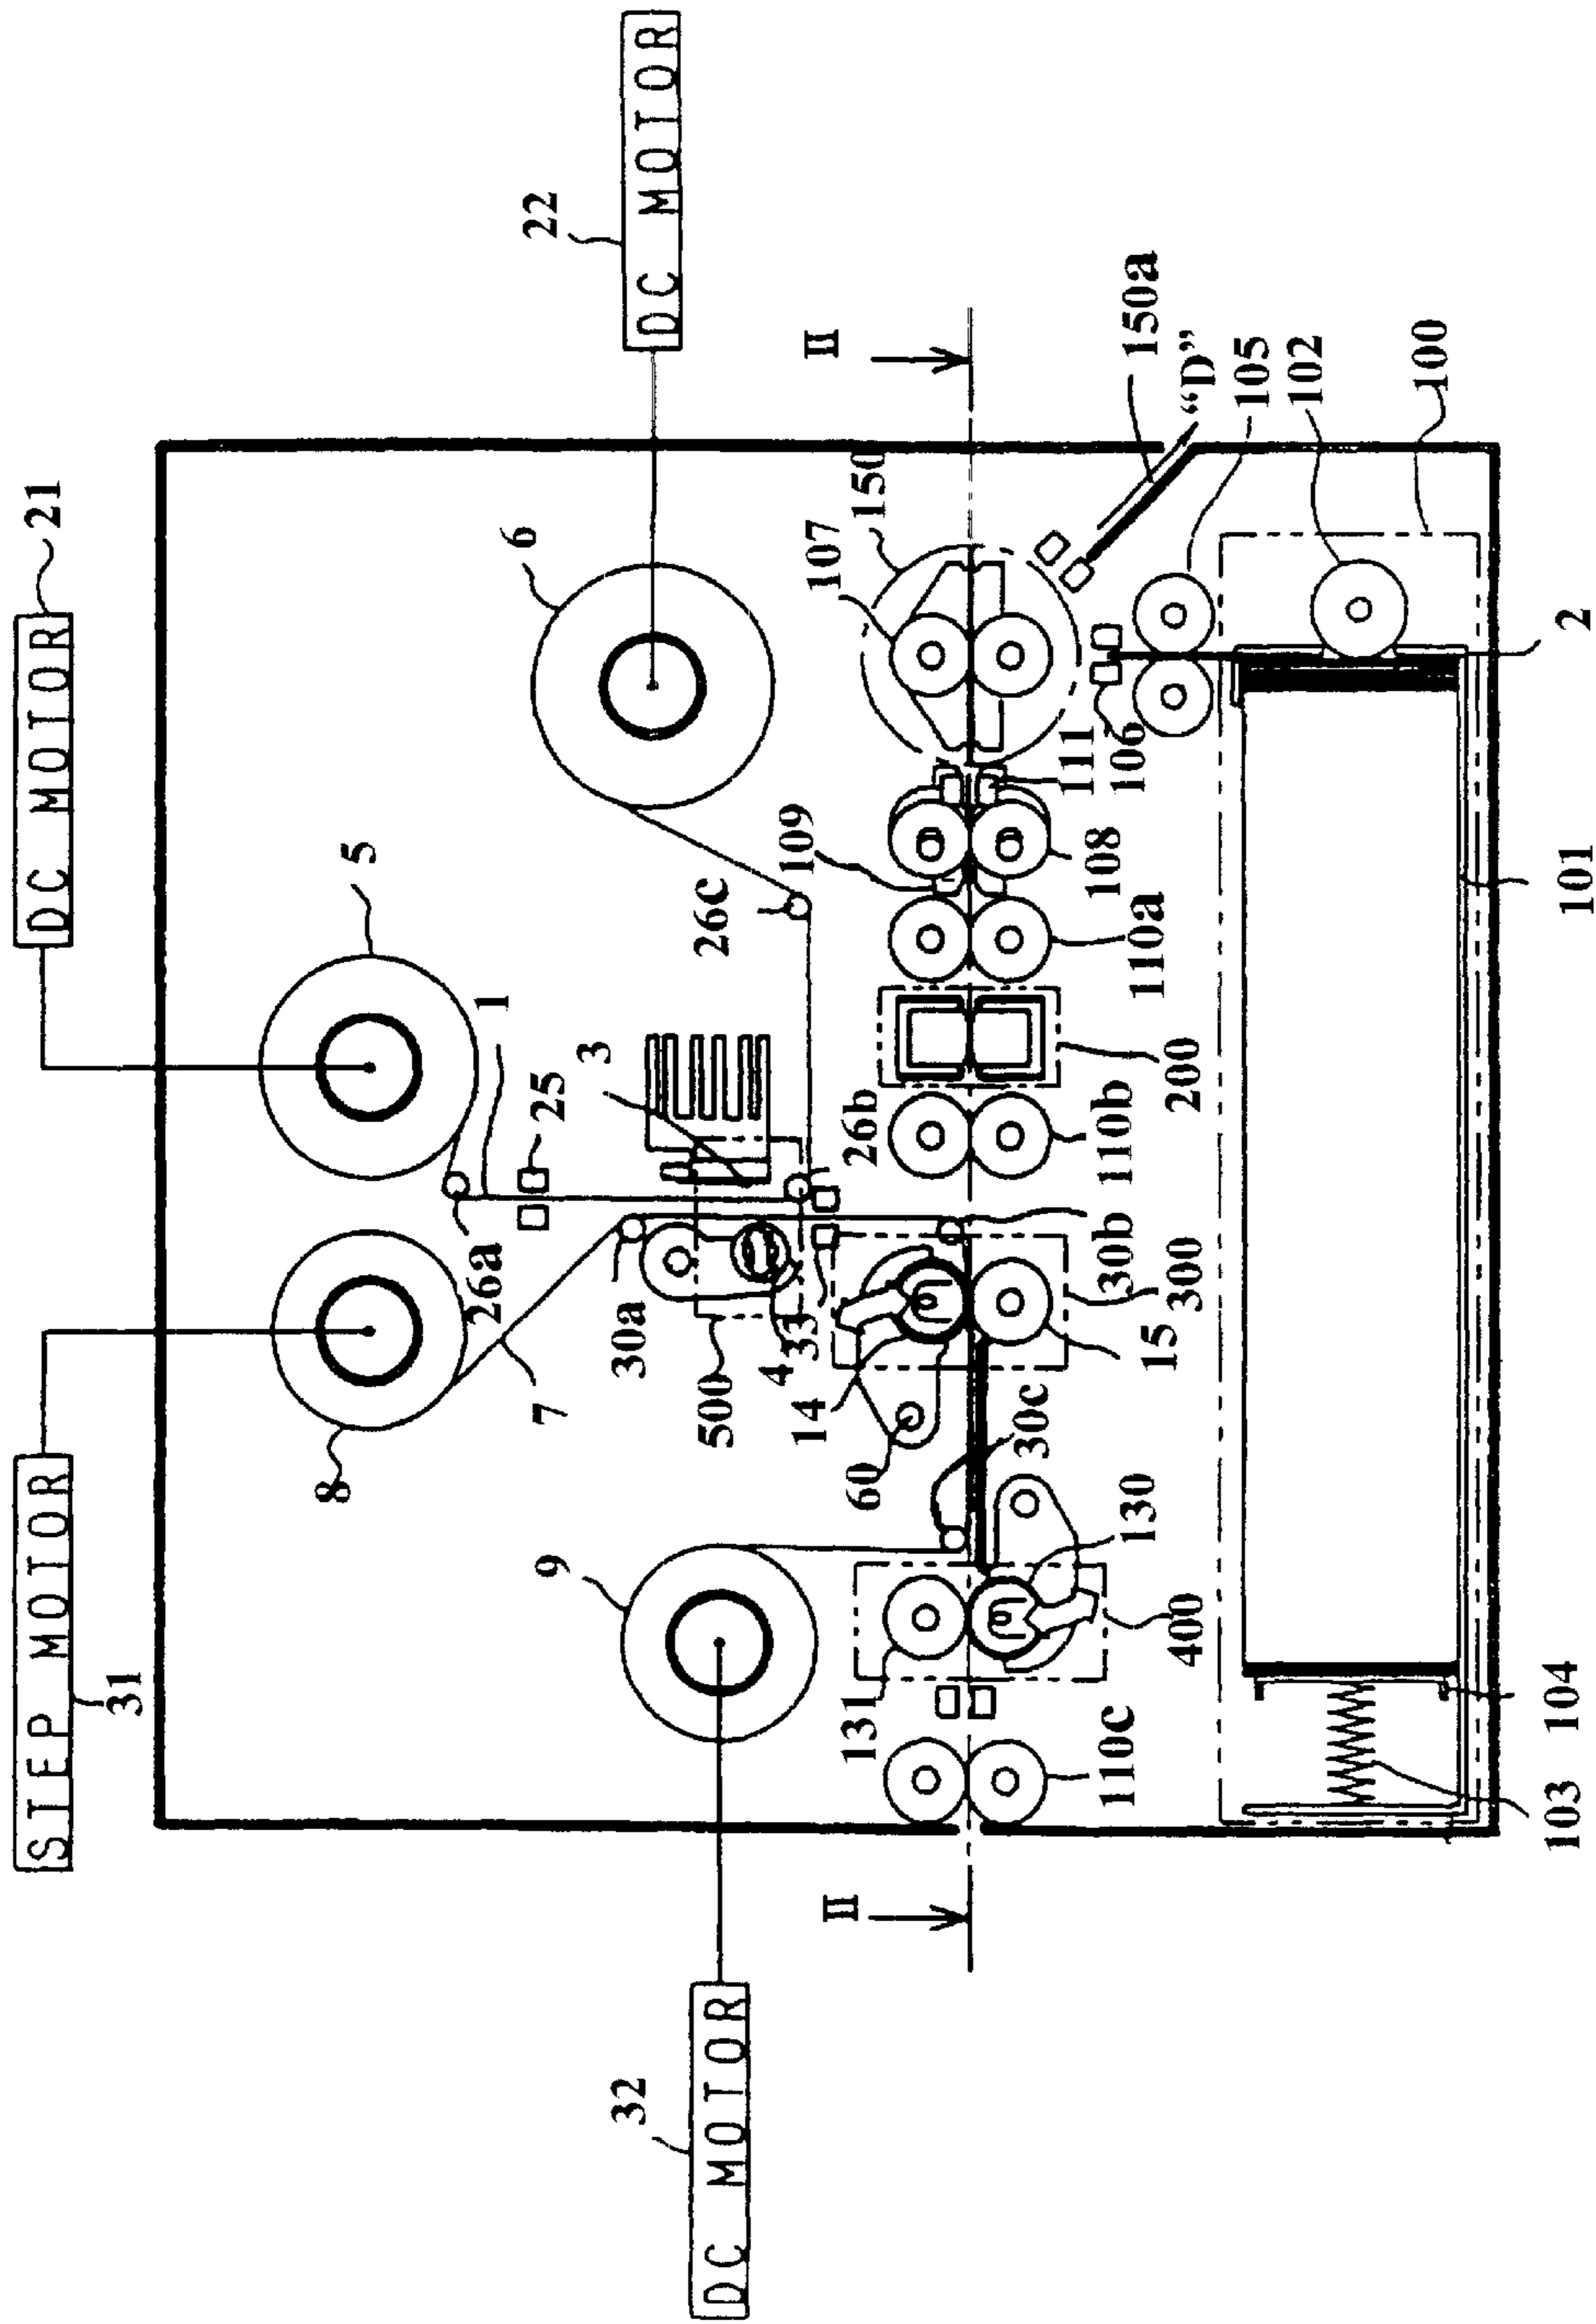 STEP MOTOR
31
DC MOTOR
21
8
5
7
26a
1
25
6
22
DC MOTOR
9
32
DC MOTOR
30a
500
3
4
33
26b
26c
109
107
150
II
II
14
60
30c
130
131
400
110c
15
300
30b
110b
200
110a
108
111
106
150a
“D”
105
102
100
2
101
104
103